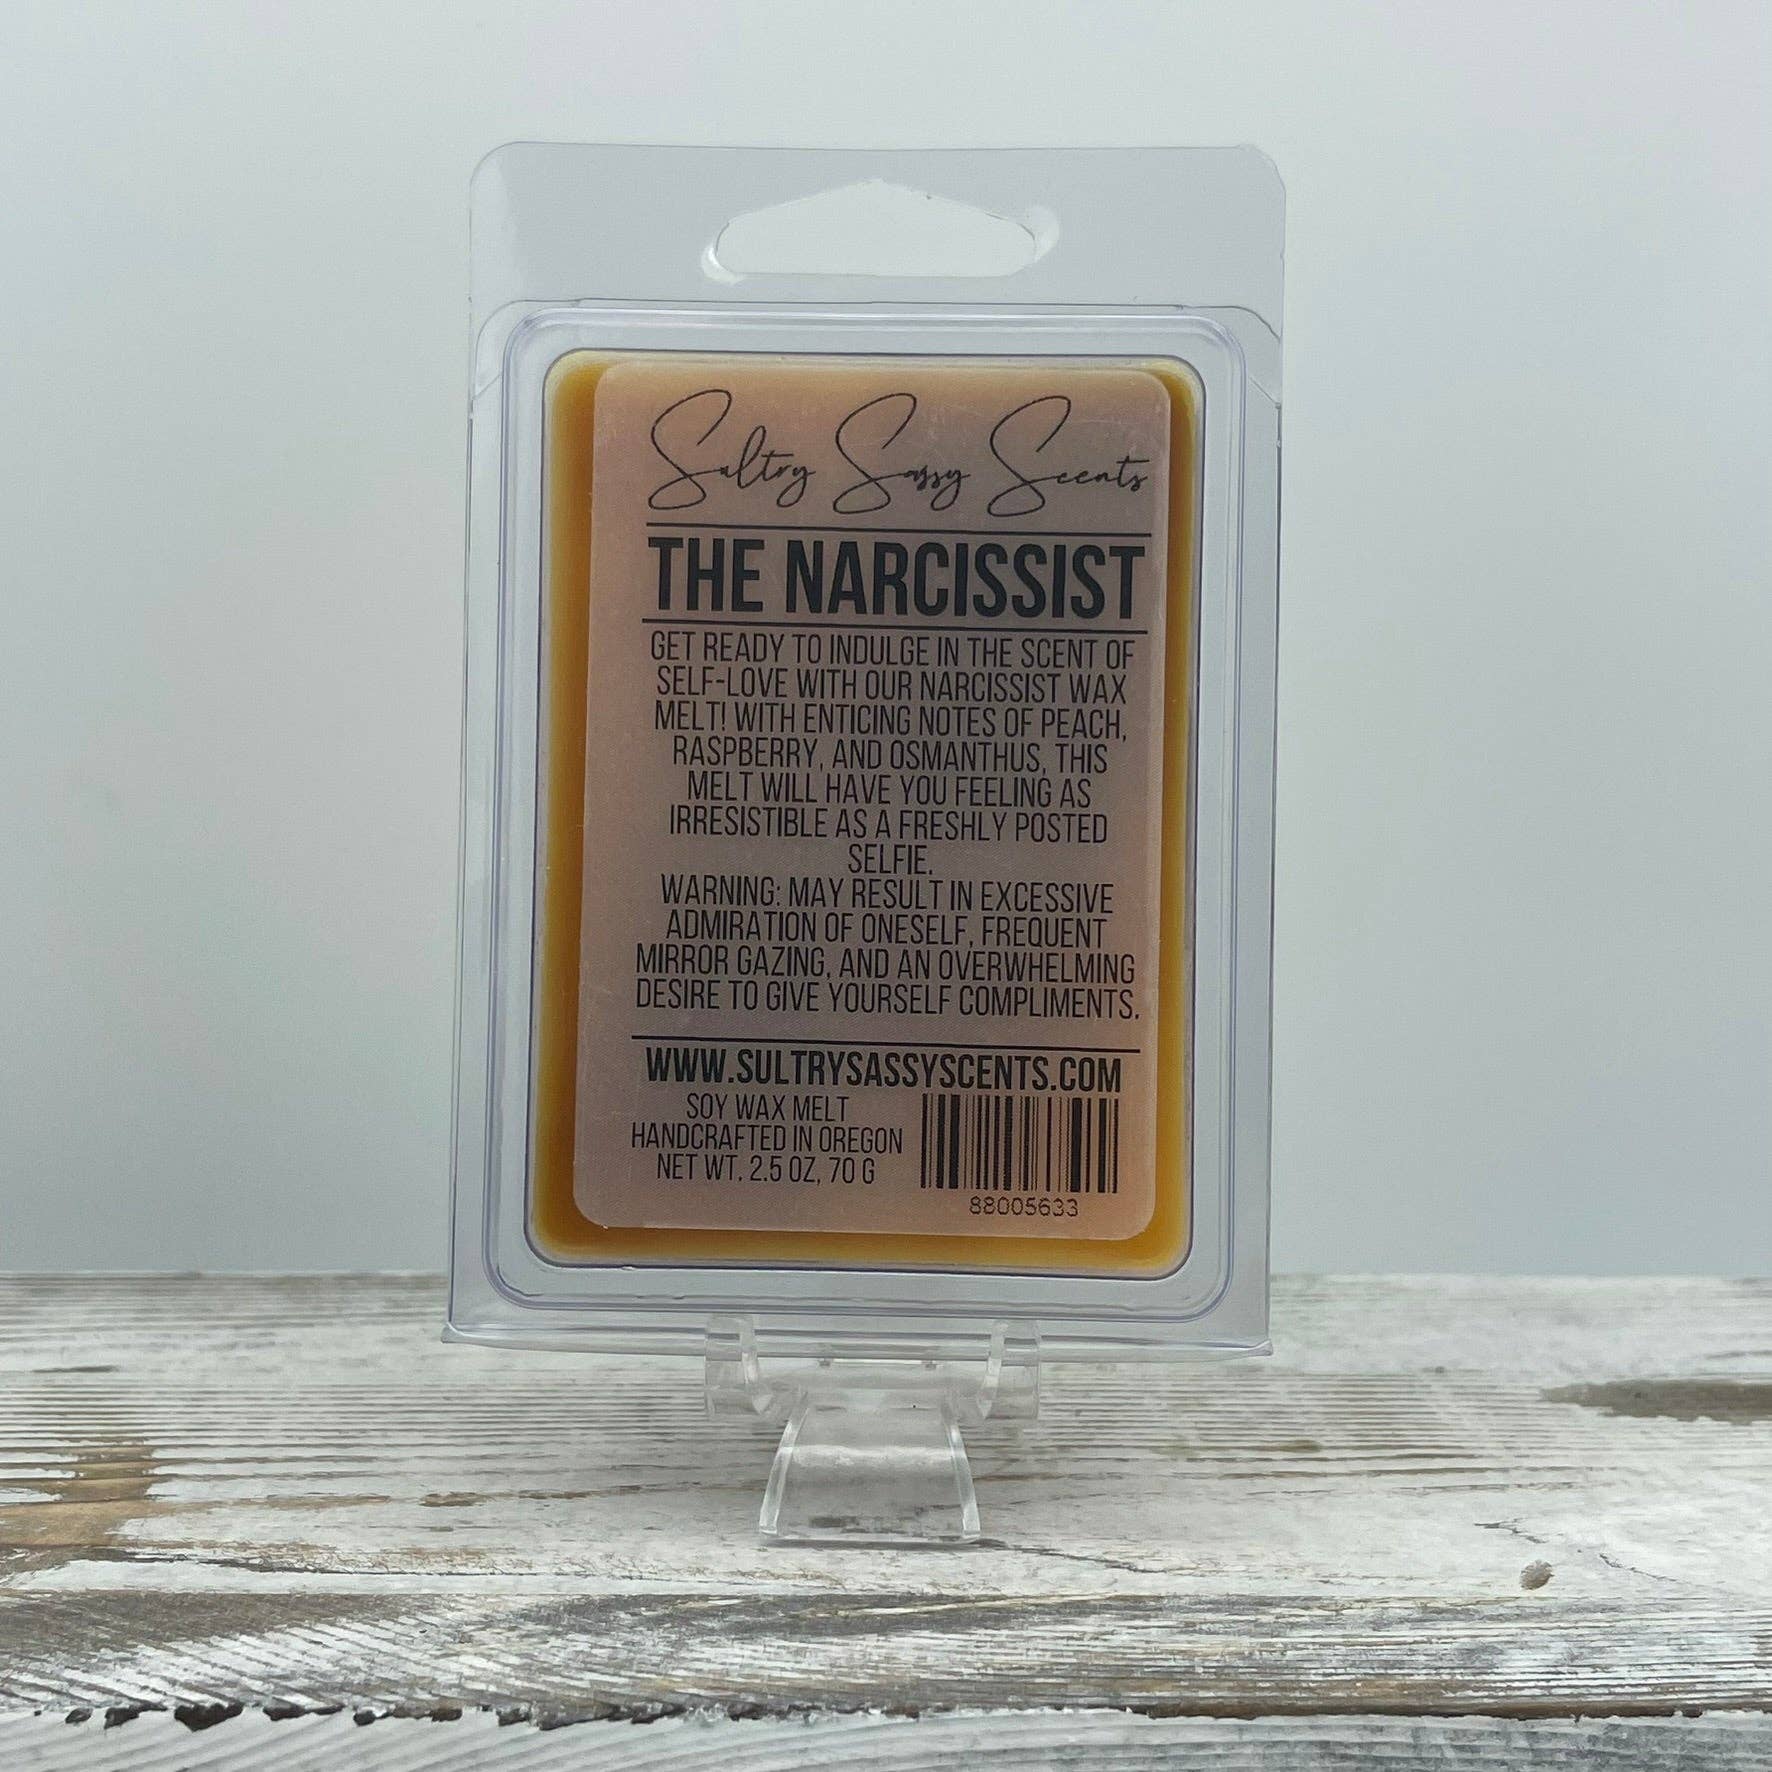 Sultry Sassy Scents
THE NARCISSIST
GET READY TO INDULGE IN THE SCENT OF
SELF-LOVE WITH OUR NARCISSIST WAX
MELT! WITH ENTICING NOTES OF PEACH,
RASPBERRY, AND OSMANTHUS, THIS
MELT WILL HAVE YOU FEELING AS
IRRESISTIBLE AS A FRESHLY POSTED
SELFIE.
WARNING: MAY RESULT IN EXCESSIVE
ADMIRATION OF ONESELF, FREQUENT
MIRROR GAZING, AND AN OVERWHELMING
DESIRE TO GIVE YOURSELF COMPLIMENTS.
WWW.SULTRYSASSYSCENTS.COM
SOY WAX MELT
HANDCRAFTED IN OREGON
NET WT. 2.5 OZ, 70 G
88005633